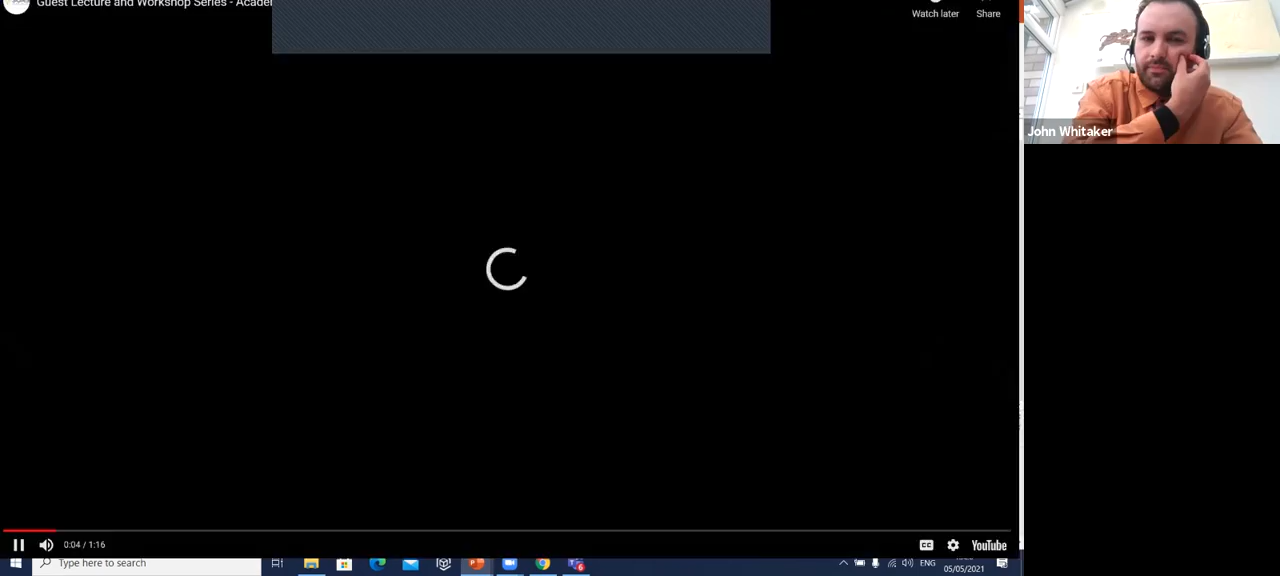 Guest Lecture and Workshop Series - Acade
Watch later
Share
John Whitaker
0:04 / 1:16
CC
YouTube
Type here to search
ENG
05/05/2021